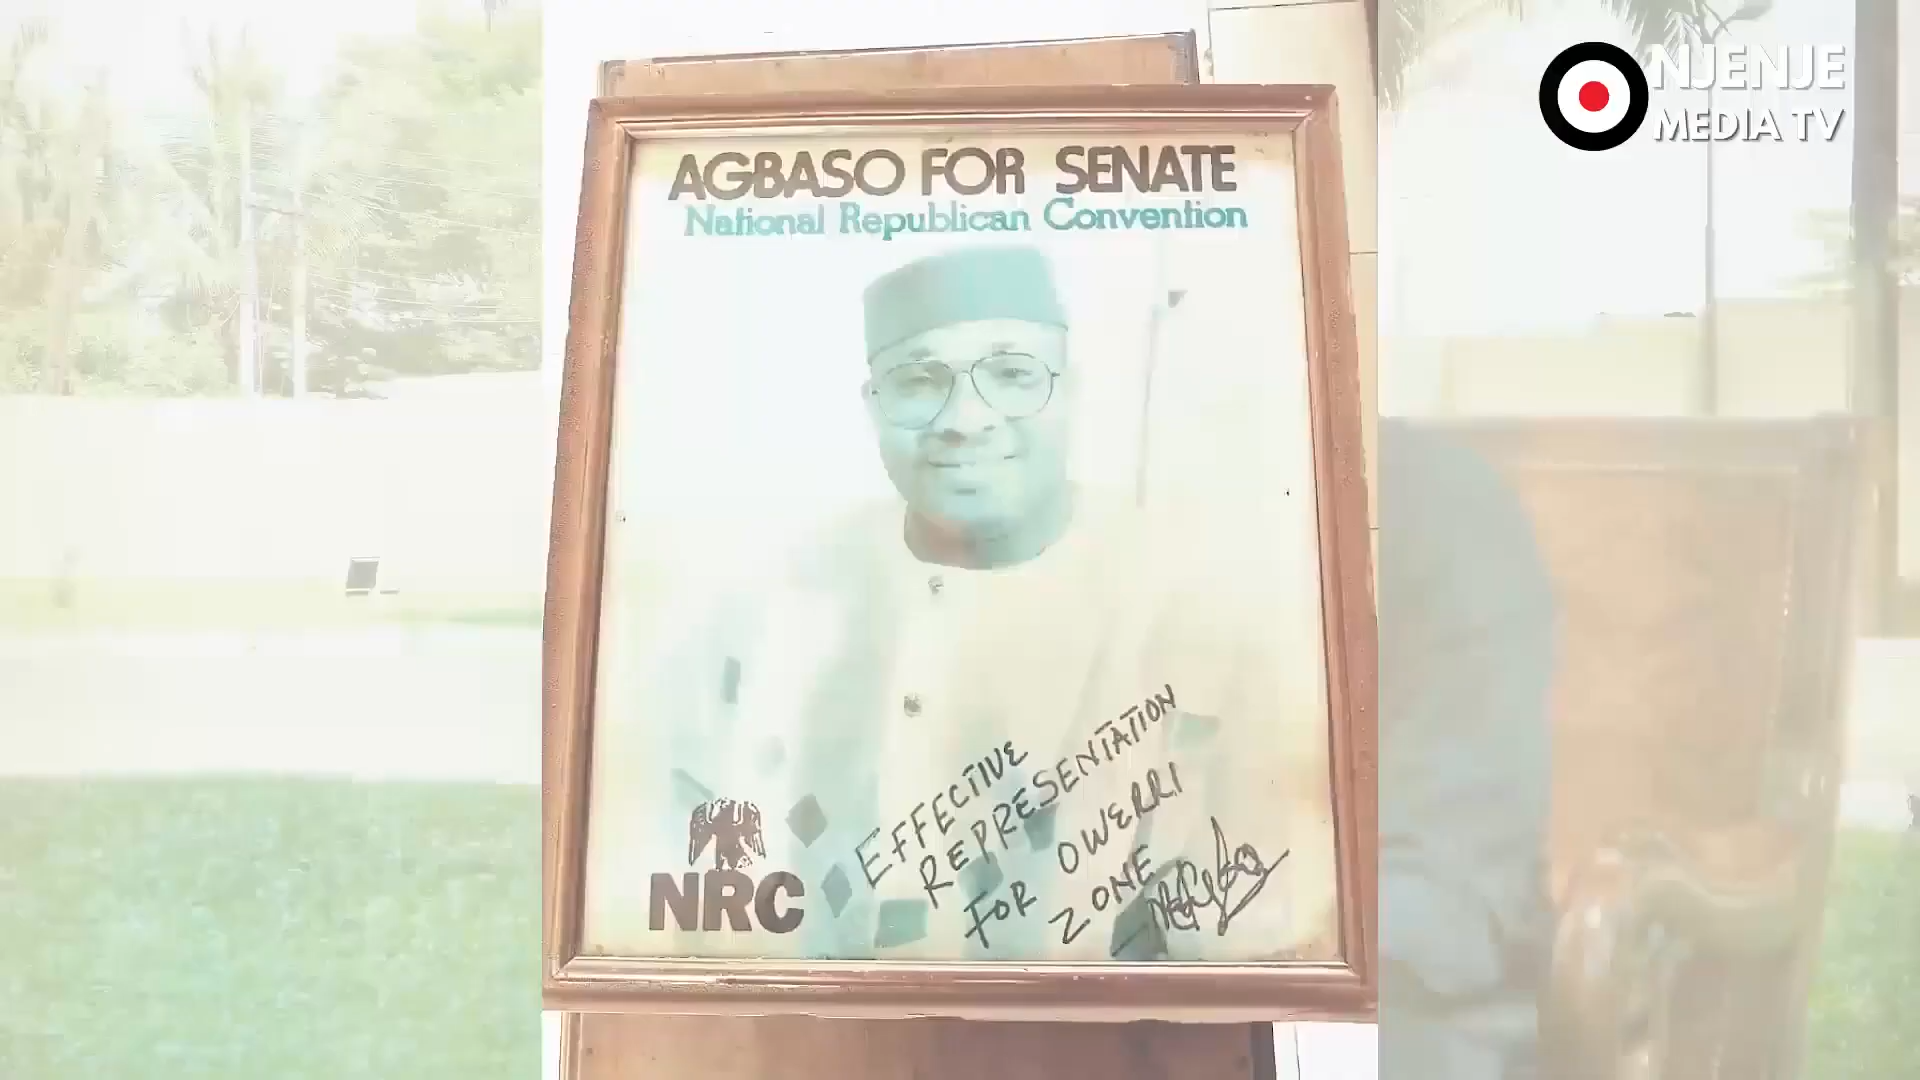 NJENJE
MEDIA TV
AGBASO FOR SENATE
National Republican Convention
EFFECTIVE
REPRESENTATION
FOR OWERRI
ZONE
NRC